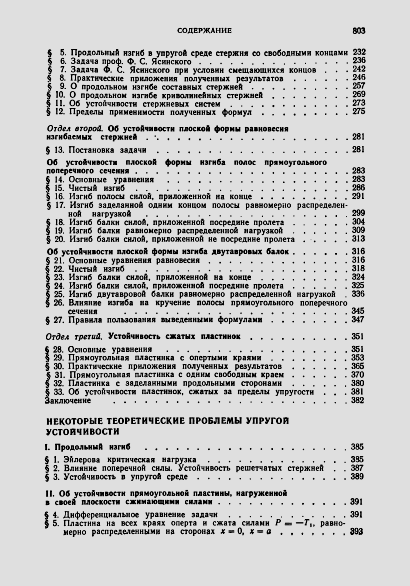 СОДЕРЖАНИЕ 803
§ 5. Продольный изгиб в упругой среде стержня со свободными концами 232
§ 6. Задача проф. Ф. С. Ясинского . . . . . . . . . . 236
§ 7. Задача Ф. С. Ясинского при условии смещающихся концов . . . 242
§ 8. Практические приложения полученных результатов . . . . . 246
§ 9. О продольном изгибе составных стержней . . . . . . . 257
§ 10. О продольном изгибе криволинейных стержней . . . . . . 269
§ 11. Об устойчивости стержневых систем . . . . . . . . 273
§ 12. Пределы применимости полученных формул . . . . . . 275
Отдел второй. Об устойчивости плоской формы равновесия
изгибаемых стержней . . . . . . . . . . . . 281
§ 13. Постановка задачи . . . . . . . . . . . . 281
Об устойчивости плоской формы изгиба полос прямоугольного
поперечного сечения . . . . . . . . . . . . 283
§ 14. Основные уравнения . . . . . . . . . . . 283
§ 15. Чистый изгиб . . . . . . . . . . . . . 286
§ 16. Изгиб полосы силой, приложенной на конце . . . . . . 291
§ 17. Изгиб заделанной одним концом полосы равномерно распределен-
ной нагрузкой . . . . . . . . . . . . . 299
§ 18. Изгиб балки силой, приложенной посредине пролета . . . . 304
§ 19. Изгиб балки равномерно распределенной нагрузкой . . . . 309
§ 20. Изгиб балки силой, приложенной не посредине пролета . . . 313
Об устойчивости плоской формы изгиба двутавровых балок . . . . 316
§ 21. Основные уравнения равновесия . . . . . . . . . 316
§ 22. Чистый изгиб . . . . . . . . . . . . . 318
§ 23. Изгиб балки силой, приложенной на конце . . . . . . 324
§ 24. Изгиб балки силой, приложенной посредине пролета . . . . 325
§ 25. Изгиб двутавровой балки равномерно распределенной нагрузкой . 336
§ 26. Влияние изгиба на кручение полосы прямоугольного поперечного
сечения . . . . . . . . . . . . . . 345
§ 27. Правила пользования выведенными формулами . . . . . . 347
Отдел третий. Устойчивость сжатых пластинок . . . . . . 351
§ 28. Основные уравнения . . . . . . . . . . . 351
§ 29. Прямоугольная пластинка с опертыми краями . . . . . . 353
§ 30. Практические приложения полученных результатов . . . . 365
§ 31. Прямоугольная пластинка с одним свободным краем . . . . 370
§ 32. Пластинка с заделанными продольными сторонами . . . . 380
§ 33. Об устойчивости пластинок, сжатых за пределы упругости . . 381
Заключение . . . . . . . . . . . . . . 382
НЕКОТОРЫЕ ТЕОРЕТИЧЕСКИЕ ПРОБЛЕМЫ УПРУГОЙ
УСТОЙЧИВОСТИ
I. Продольный изгиб . . . . . . . . . . . . 385
§ 1. Эйлерова критическая нагрузка . . . . . . . . . 385
§ 2. Влияние поперечной силы. Устойчивость решетчатых стержней . . 387
§ 3. Устойчивость в упругой среде . . . . . . . . . 389
II. Об устойчивости прямоугольной пластины, нагруженной
в своей плоскости сжимающими силами . . . . . . . . 391
§ 4. Дифференциальное уравнение задачи . . . . . . . . 391
§ 5. Пластина на всех краях оперта и сжата силами P = −T₁, равно-
мерно распределенными на сторонах x = 0, x = a . . . . . . 393